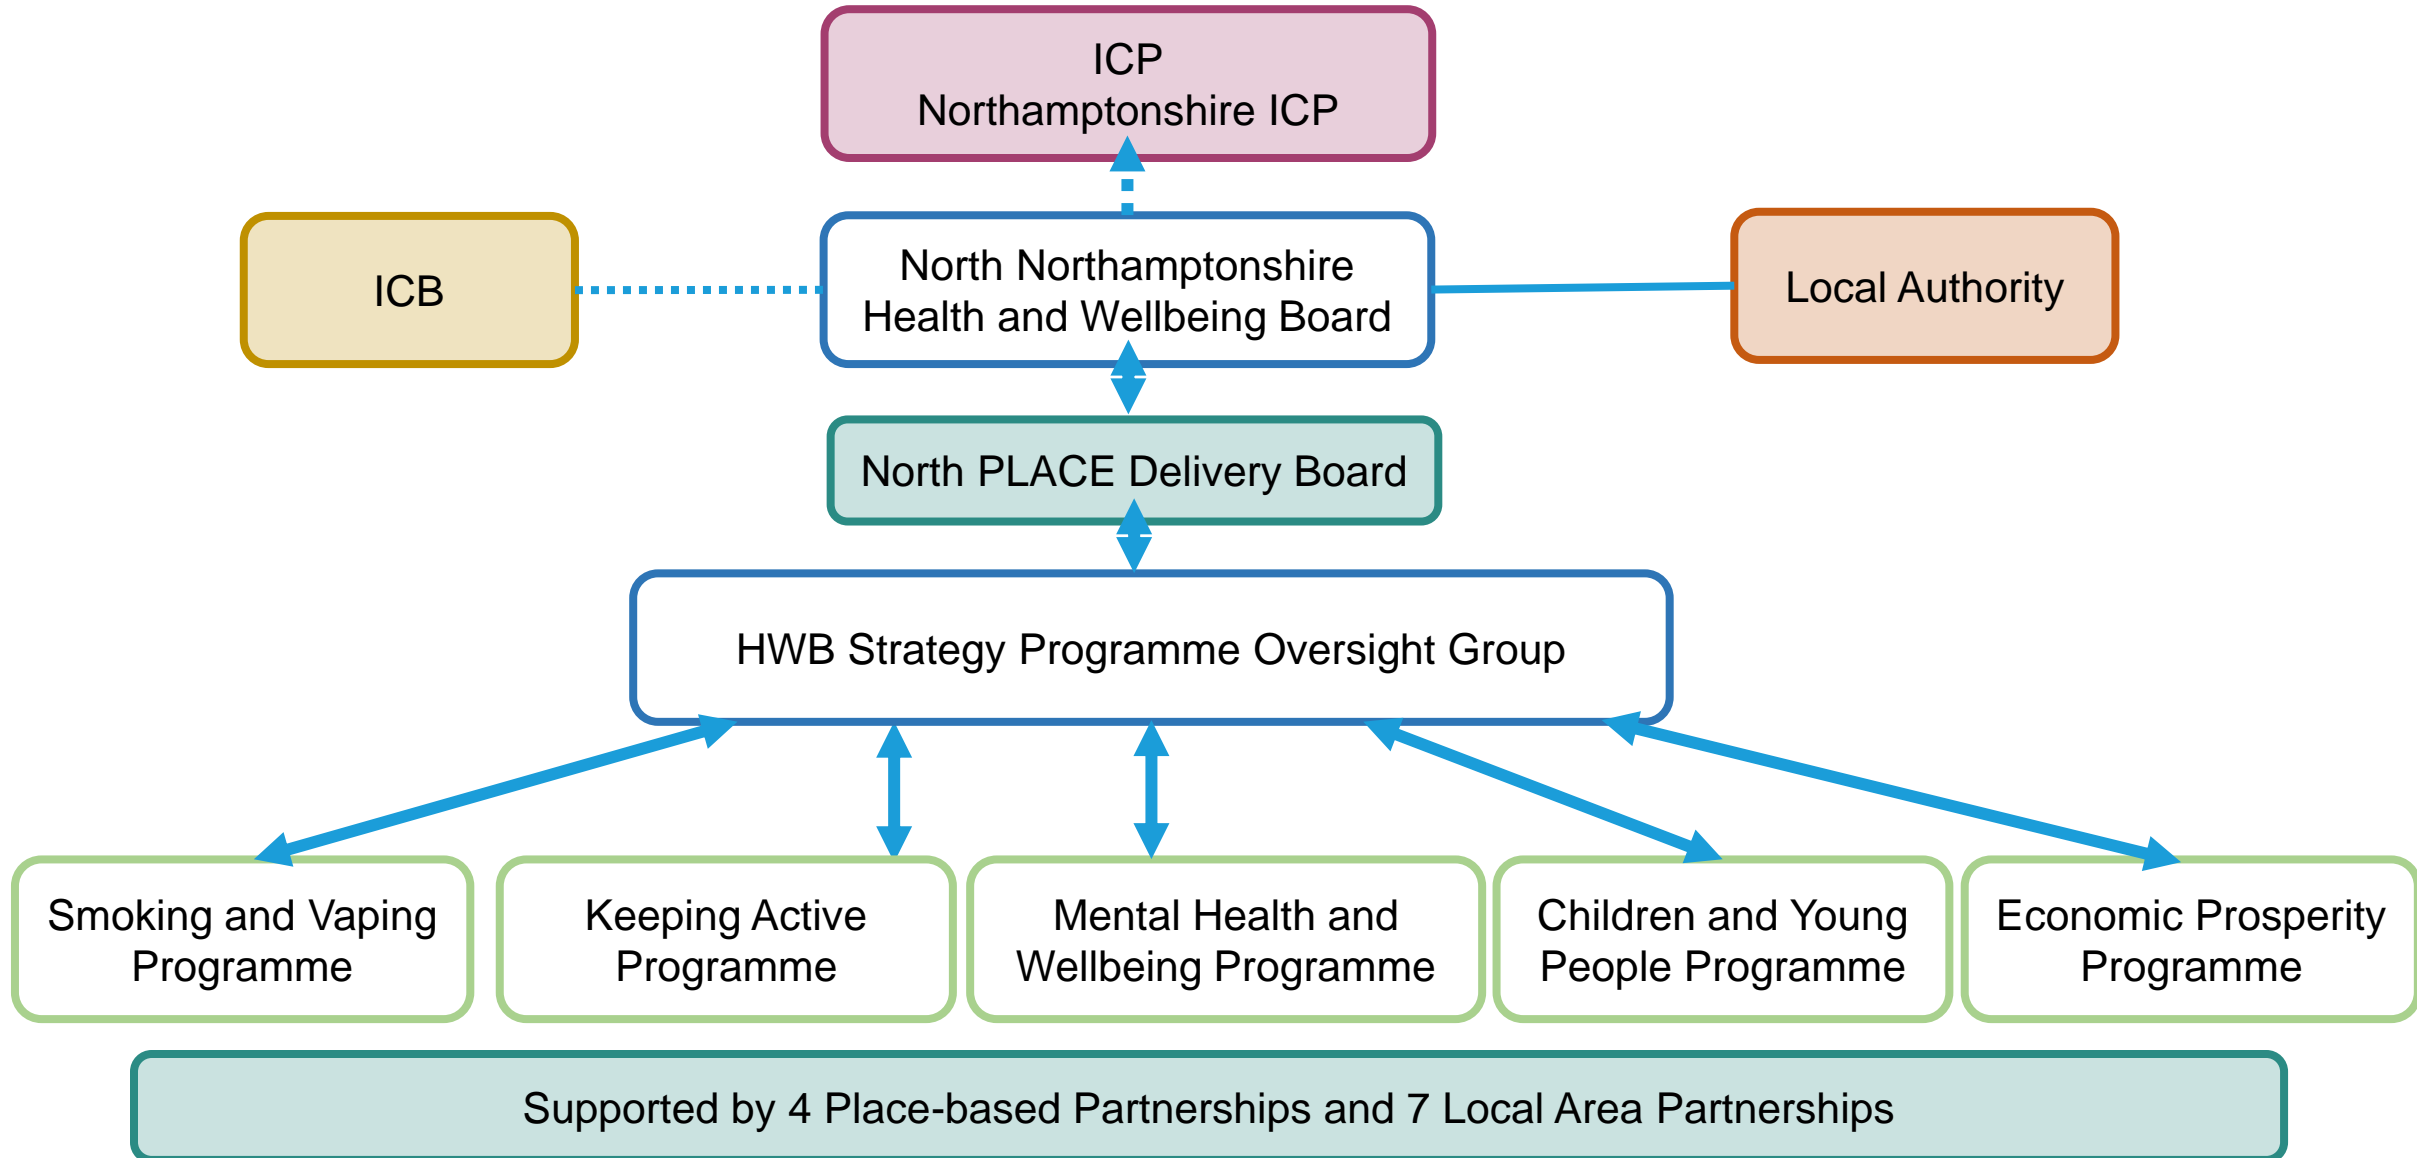 ICP
Northamptonshire ICP
ICB
North Northamptonshire
Health and Wellbeing Board
Local Authority
North PLACE Delivery Board
HWB Strategy Programme Oversight Group
Smoking and Vaping
Programme
Keeping Active
Programme
Mental Health and
Wellbeing Programme
Children and Young
People Programme
Economic Prosperity
Programme
Supported by 4 Place-based Partnerships and 7 Local Area Partnerships